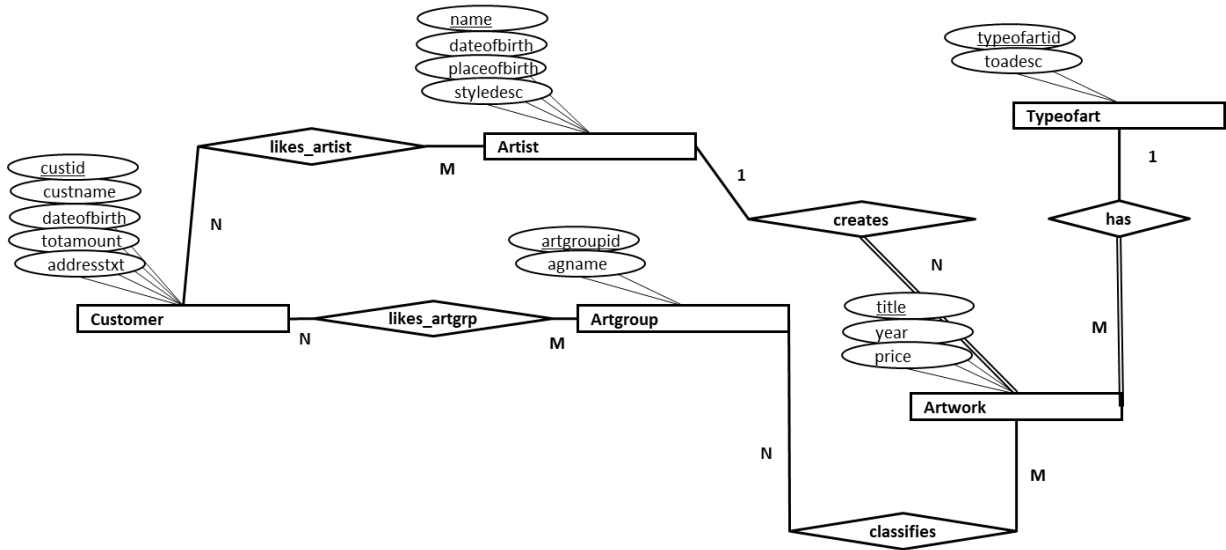 name
dateofbirth
placeofbirth
styledesc
typeofartid
toadesc
Typeofart
likes_artist
Artist
M
1
1
custid
custname
dateofbirth
totamount
addresstxt
N
creates
has
artgroupid
agname
N
title
year
price
Customer
N
likes_artgrp
M
Artgroup
M
Artwork
N
M
classifies